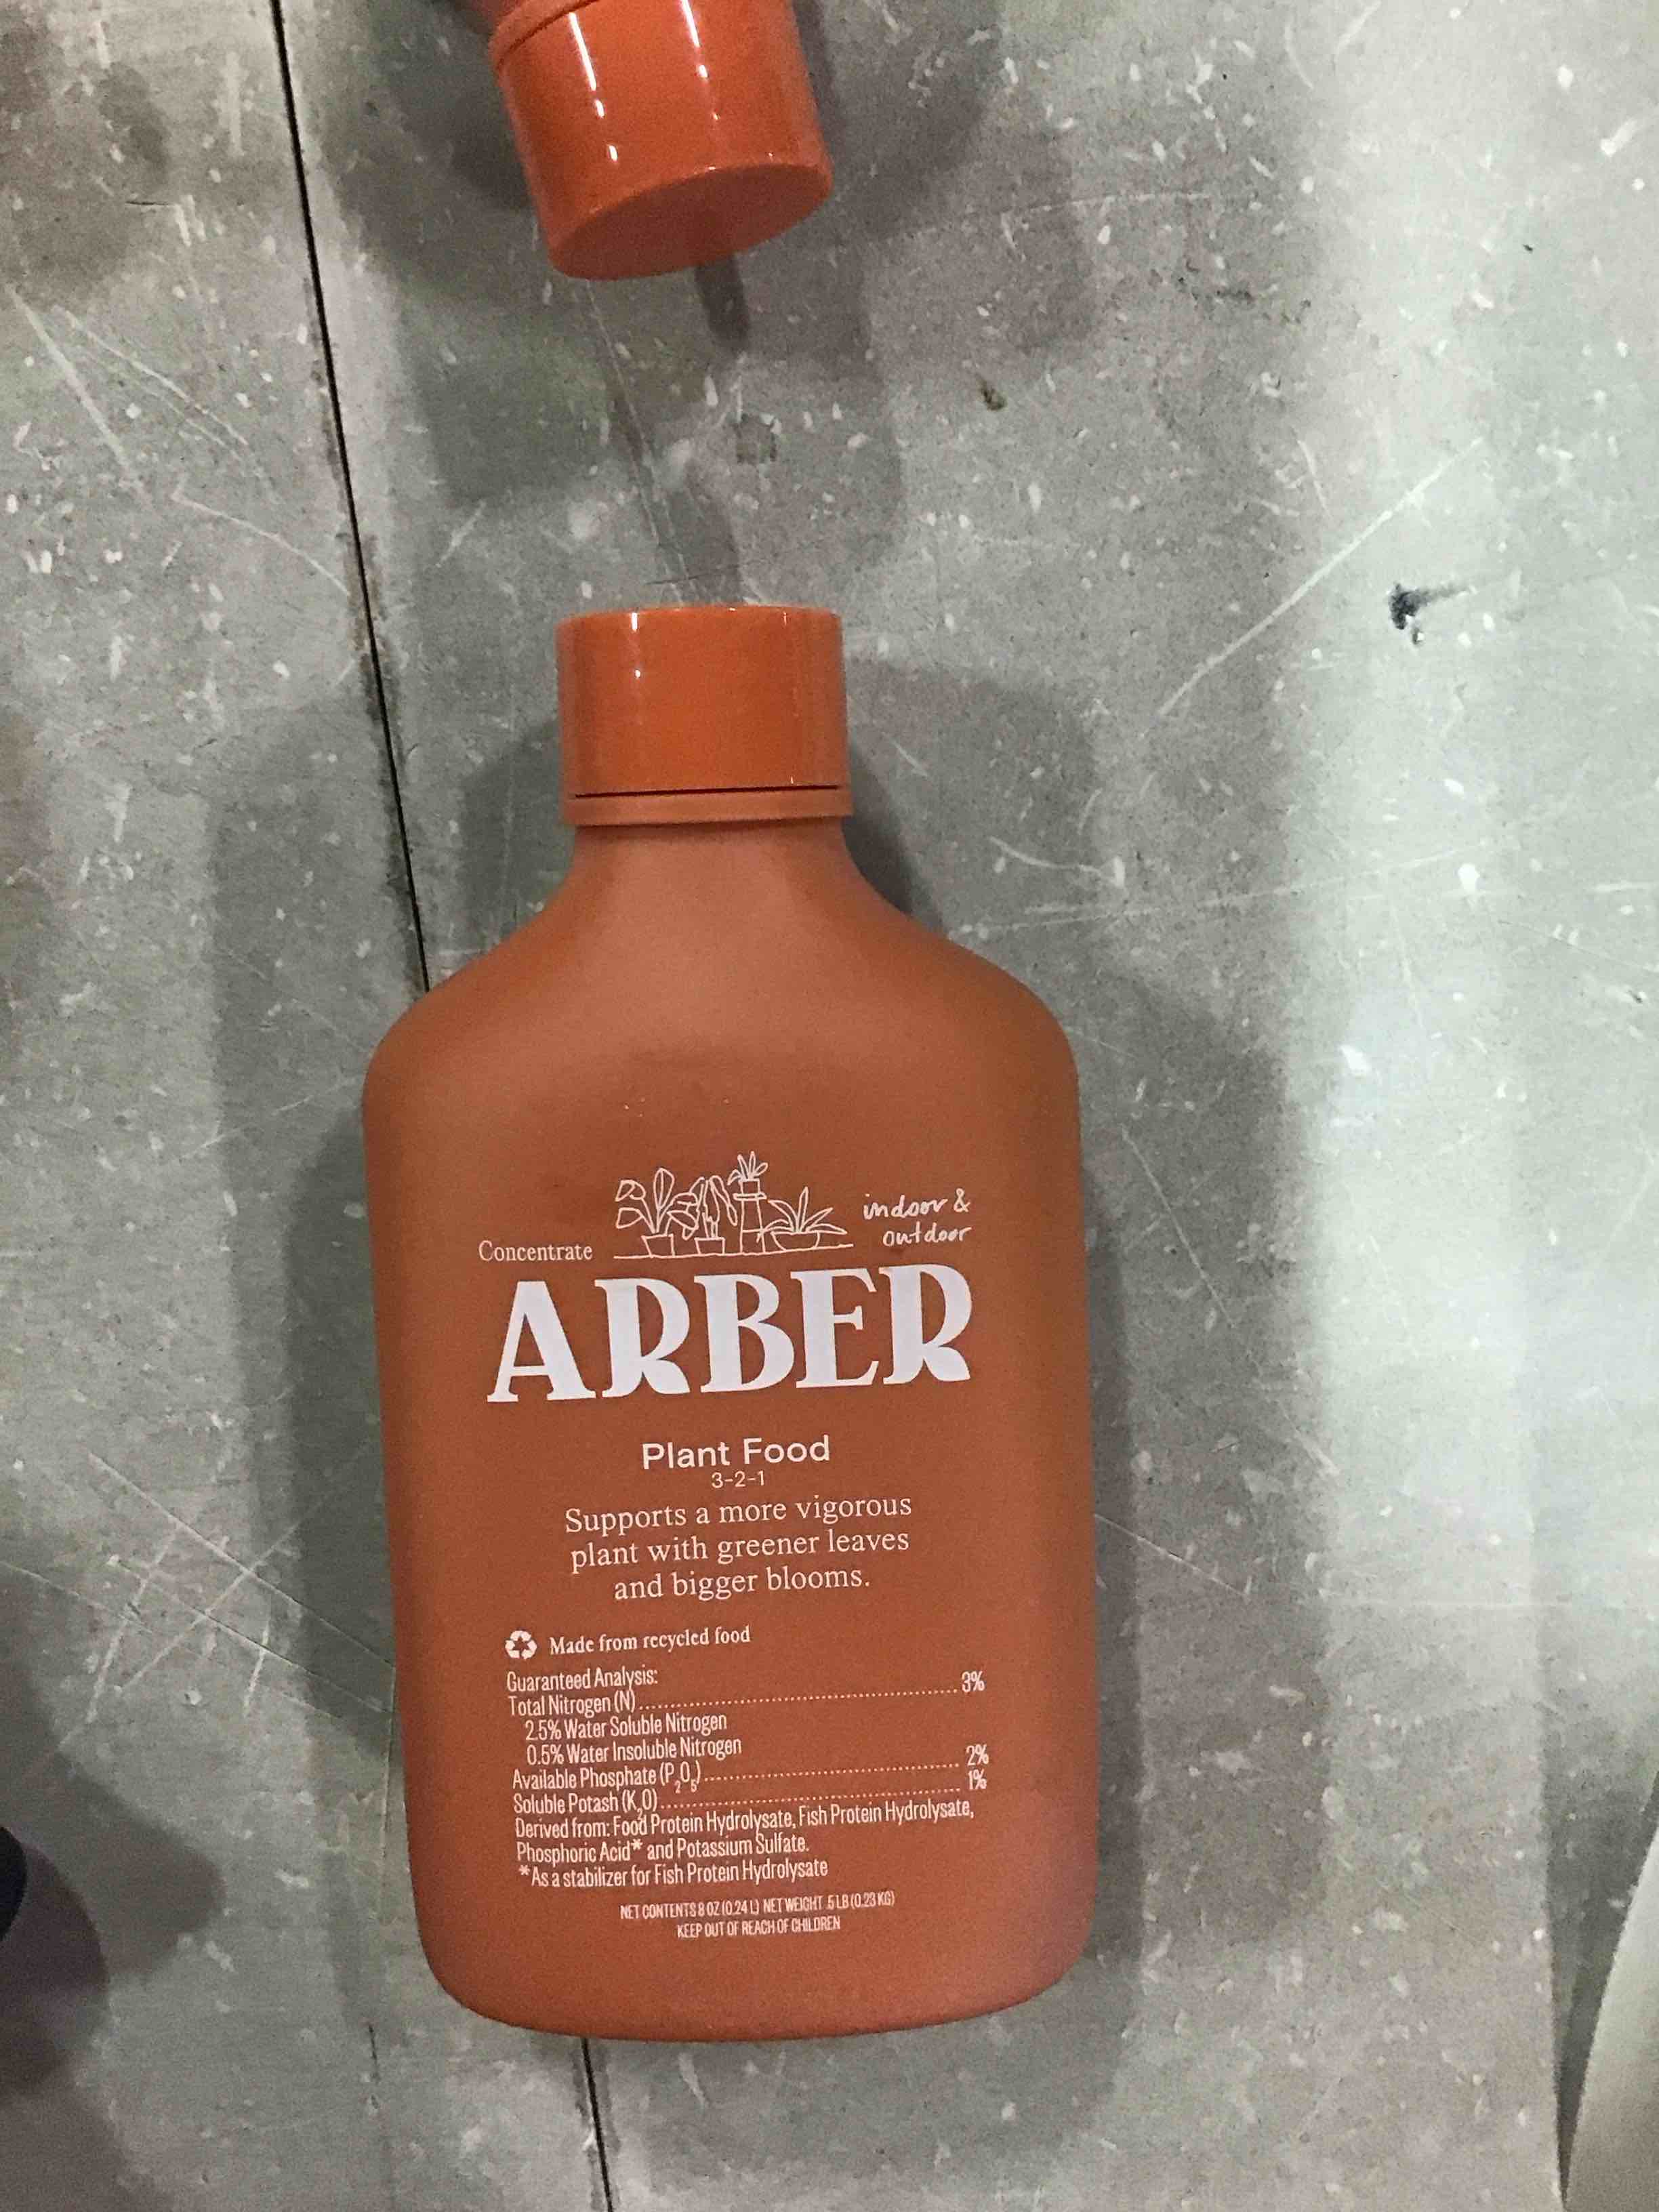 Concentrate
indoor &
outdoor
ARBER
Plant Food
3-2-1
Supports a more vigorous
plant with greener leaves
and bigger blooms.
Made from recycled food
Guaranteed Analysis:
Total Nitrogen (N)..........3%
2.5% Water Soluble Nitrogen
0.5% Water Insoluble Nitrogen
Available Phosphate (P₂O₅)..........2%
Soluble Potash (K₂O)..........1%
Derived from: Food Protein Hydrolysate, Fish Protein Hydrolysate,
Phosphoric Acid* and Potassium Sulfate.
*As a stabilizer for Fish Protein Hydrolysate
NET CONTENTS 8 OZ (0.24 L) NET WEIGHT .5 LB (0.23 KG)
KEEP OUT OF REACH OF CHILDREN